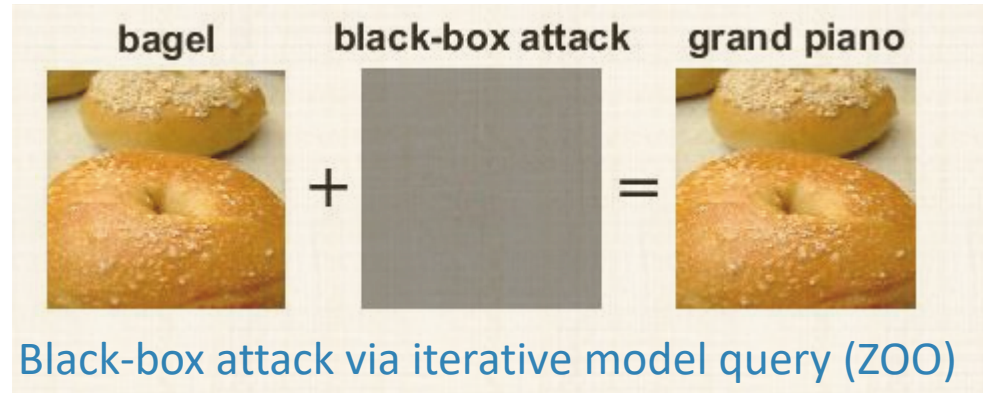 bagel black-box attack grand piano
+ =
Black-box attack via iterative model query (ZOO)